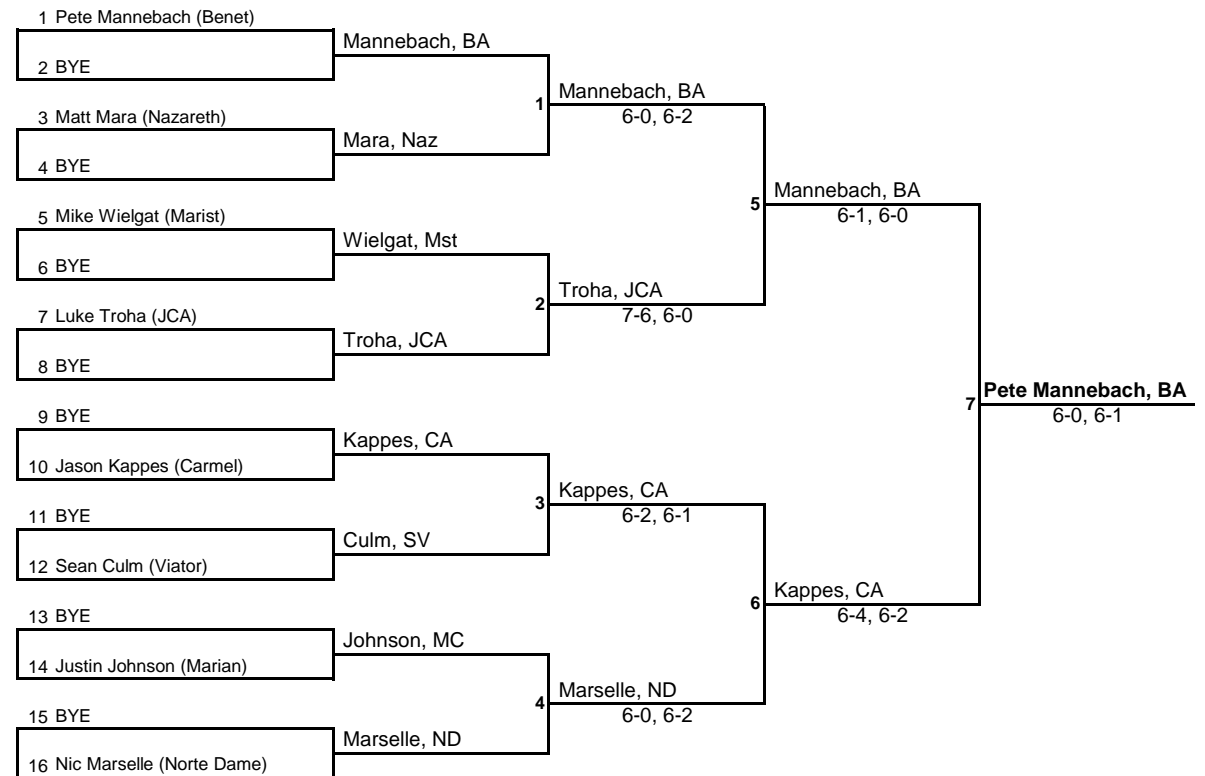 1 Pete Mannebach (Benet)
Mannebach, BA
2 BYE
Mannebach, BA
1
6-0, 6-2
3 Matt Mara (Nazareth)
Mara, Naz
4 BYE
Mannebach, BA
5
6-1, 6-0
5 Mike Wielgat (Marist)
Wielgat, Mst
6 BYE
Troha, JCA
2
7-6, 6-0
7 Luke Troha (JCA)
Troha, JCA
8 BYE
Pete Mannebach, BA
7
6-0, 6-1
9 BYE
Kappes, CA
10 Jason Kappes (Carmel)
Kappes, CA
3
6-2, 6-1
11 BYE
Culm, SV
12 Sean Culm (Viator)
Kappes, CA
6
6-4, 6-2
13 BYE
Johnson, MC
14 Justin Johnson (Marian)
Marselle, ND
4
6-0, 6-2
15 BYE
Marselle, ND
16 Nic Marselle (Norte Dame)